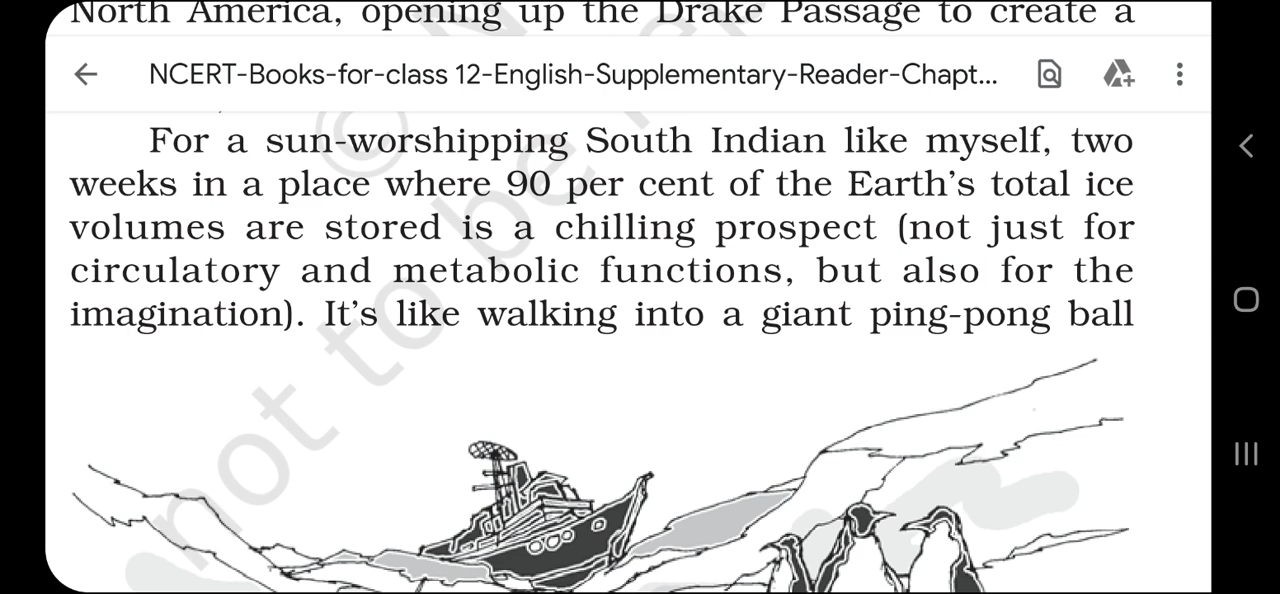 North America, opening up the Drake Passage to create a
NCERT-Books-for-class 12-English-Supplementary-Reader-Chapt...
For a sun-worshipping South Indian like myself, two
weeks in a place where 90 per cent of the Earth's total ice
volumes are stored is a chilling prospect (not just for
circulatory and metabolic functions, but also for the
imagination). It's like walking into a giant ping-pong ball
©
not to be